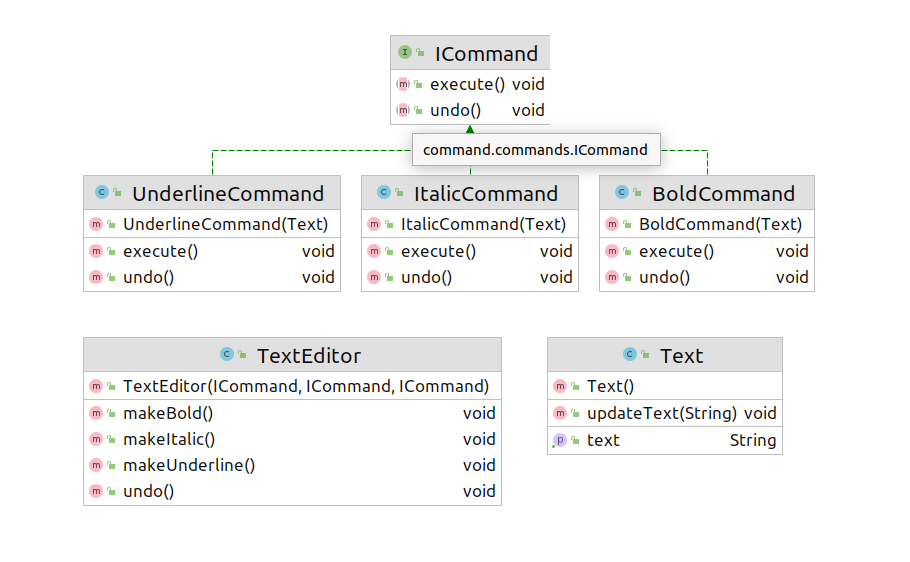 ICommand
execute() void
undo() void
command.commands.ICommand
UnderlineCommand
UnderlineCommand(Text)
execute() void
undo() void
ItalicCommand
ItalicCommand(Text)
execute() void
undo() void
BoldCommand
BoldCommand(Text)
execute() void
undo() void
TextEditor
TextEditor(ICommand, ICommand, ICommand)
makeBold() void
makeItalic() void
makeUnderline() void
undo() void
Text
Text()
updateText(String) void
text String